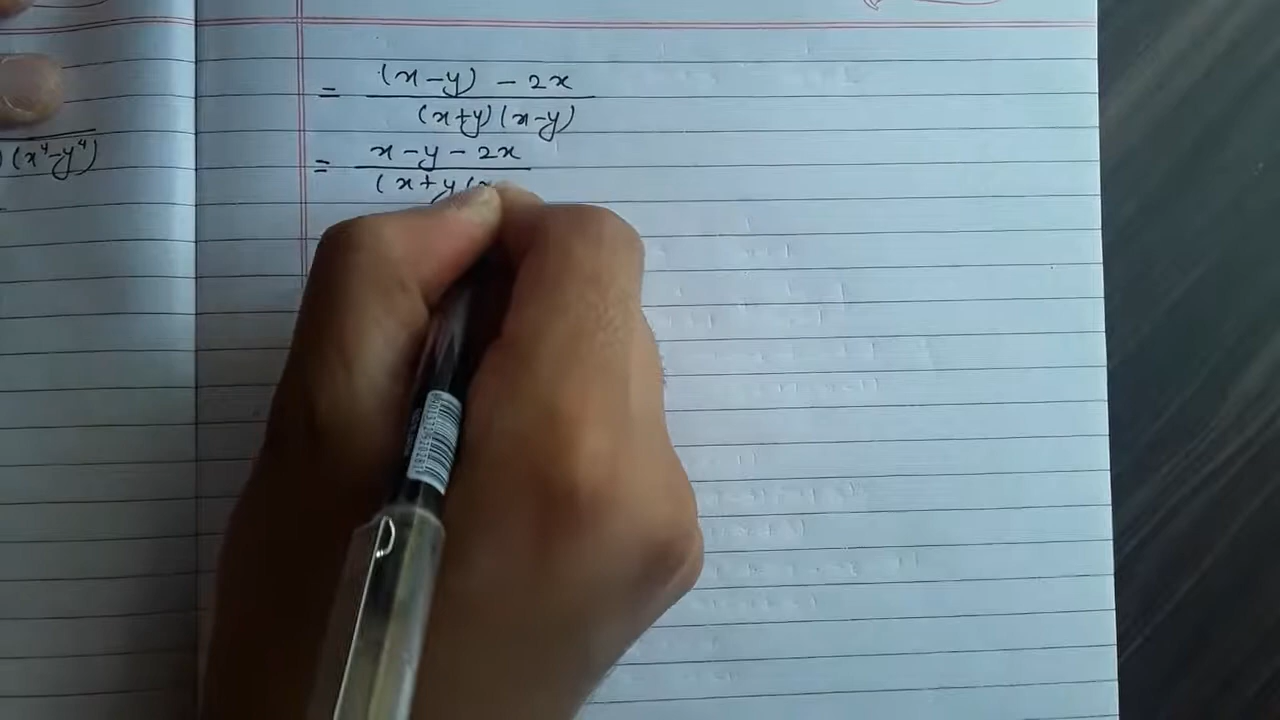 = (x-y) - 2x
(x+y)(x-y)
(x⁴-y⁴)
= x-y-2x
(x+y(x